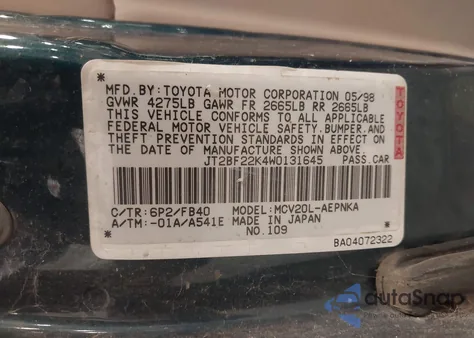 MFD.BY: TOYOTA MOTOR CORPORATION 05/98
GVWR 4275LB GAWR FR 2665LB RR 2665LB
THIS VEHICLE CONFORMS TO ALL APPLICABLE
FEDERAL MOTOR VEHICLE SAFETY,BUMPER,AND
THEFT PREVENTION STANDARDS IN EFFECT ON
THE DATE OF MANUFACTURE SHOWN ABOVE.
JT2BF22K4W0131645 PASS.CAR
C/TR: 6P2/FB40 MODEL: MCV20L-AEPNKA
A/TM: -01A/A541E MADE IN JAPAN
NO.109
BA04072322
TOYOTA
autaSnap